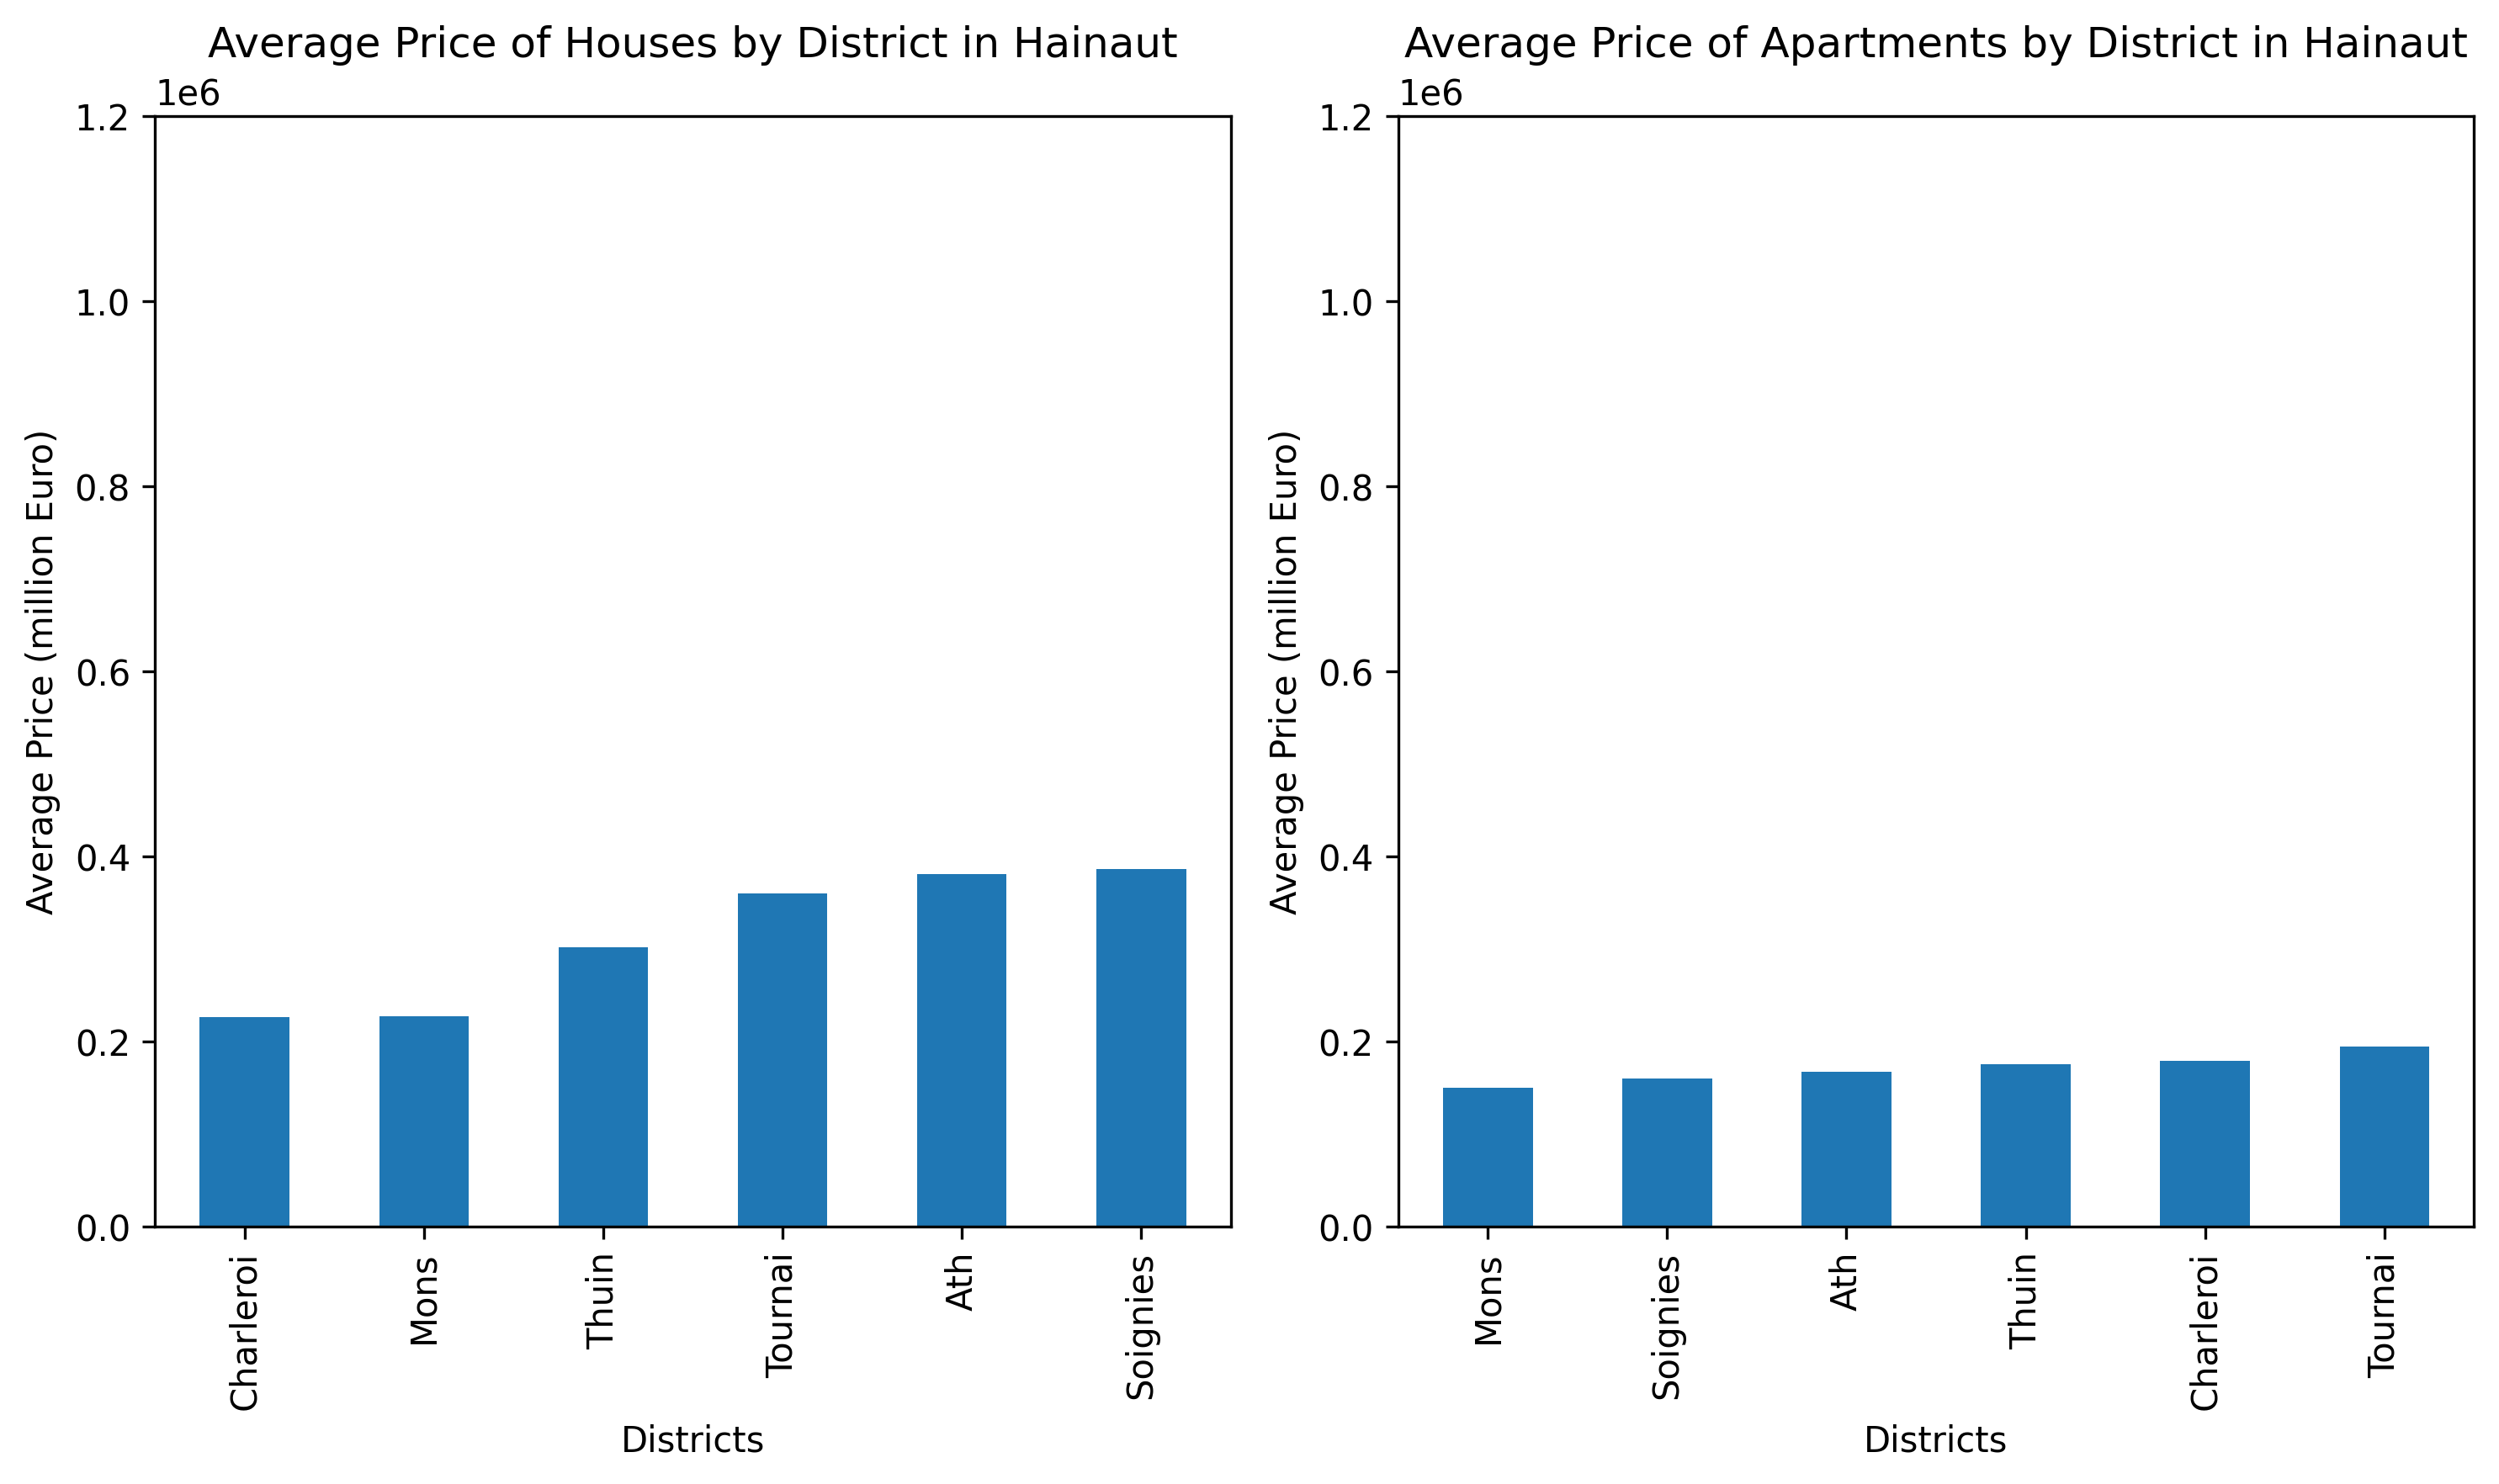 Average Price of Houses by District in Hainaut
1e6
1.2
1.0
0.8
0.6
0.4
0.2
0.0
Average Price (million Euro)
Charleroi
Mons
Thuin
Tournai
Ath
Soignies
Districts
Average Price of Apartments by District in Hainaut
1e6
1.2
1.0
0.8
0.6
0.4
0.2
0.0
Average Price (million Euro)
Mons
Soignies
Ath
Thuin
Charleroi
Tournai
Districts